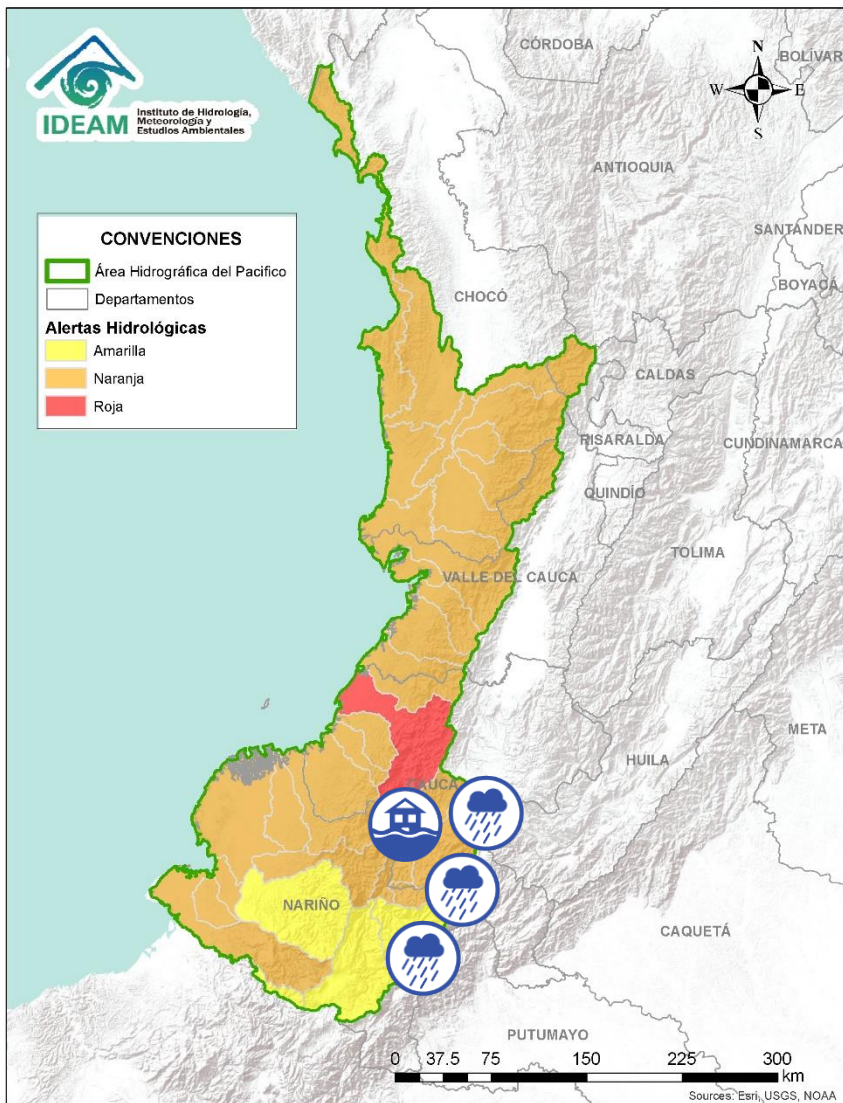 IDEAM
Instituto de Hidrología,
Meteorología y
Estudios Ambientales
N
W
E
S
CÓRDOBA
BOLÍVAR
ANTIOQUIA
SANTANDER
BOYACÁ
CHOCÓ
CALDAS
RISARALDA
CUNDINAMARCA
QUINDÍO
TOLIMA
VALLE DEL CAUCA
META
HUILA
CAUCA
NARIÑO
CAQUETÁ
PUTUMAYO
CONVENCIONES
Área Hidrográfica del Pacifico
Departamentos
Alertas Hidrológicas
Amarilla
Naranja
Roja
0 37.5 75 150 225 300
km
Sources: Esri, USGS, NOAA